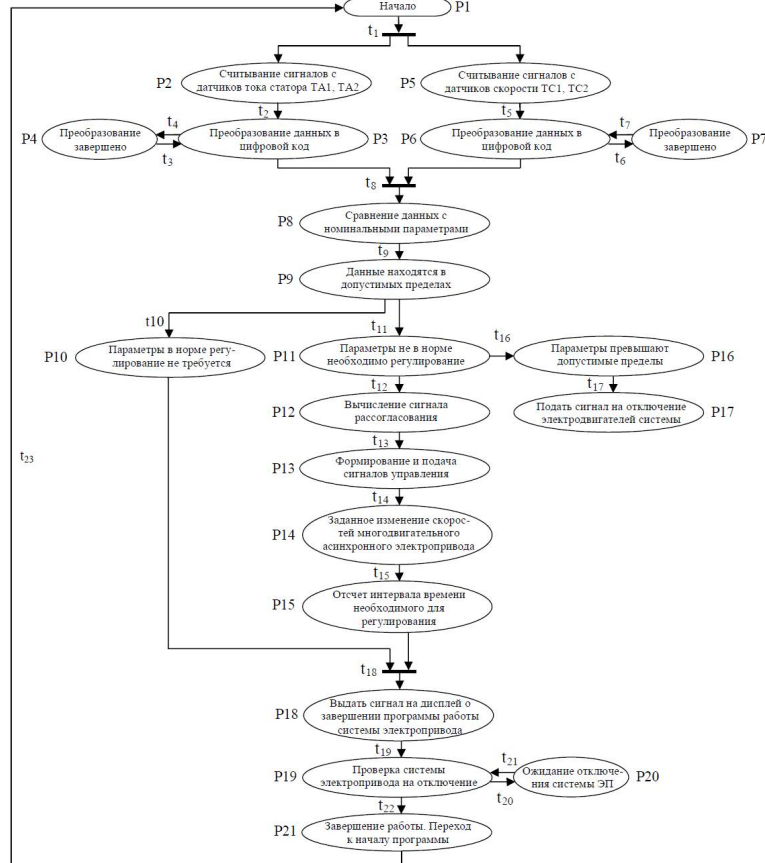 Начало P1
t1
P2 Считывание сигналов с
датчиков тока статора ТА1, ТА2
P5 Считывание сигналов с
датчиков скорости ТС1, ТС2
t2
t5
P4 Преобразование
завершено
t4
t3
Преобразование данных в
цифровой код
P3
P6 Преобразование данных в
цифровой код
t7
t6
Преобразование
завершено
P7
t8
P8 Сравнение данных с
номинальными параметрами
t9
P9 Данные находятся в
допустимых пределах
t10
t11
t16
P10 Параметры в норме регу-
лирование не требуется
P11 Параметры не в норме
необходимо регулирование
Параметры превышают
допустимые пределы
P16
t12
t17
P12 Вычисление сигнала
рассогласования
Подать сигнал на отключение
электродвигателей системы
P17
t13
t23
P13 Формирование и подача
сигналов управления
t14
P14 Заданное изменение скорос-
тей многодвигательного
асинхронного электропривода
t15
P15 Отсчет интервала времени
необходимого для
регулирования
t18
P18 Выдать сигнал на дисплей о
завершении программы работы
системы электропривода
t19
P19 Проверка системы
электропривода на отключение
t21
t20
Ожидание отключе-
ния системы ЭП
P20
t22
P21 Завершение работы. Переход
к началу программы